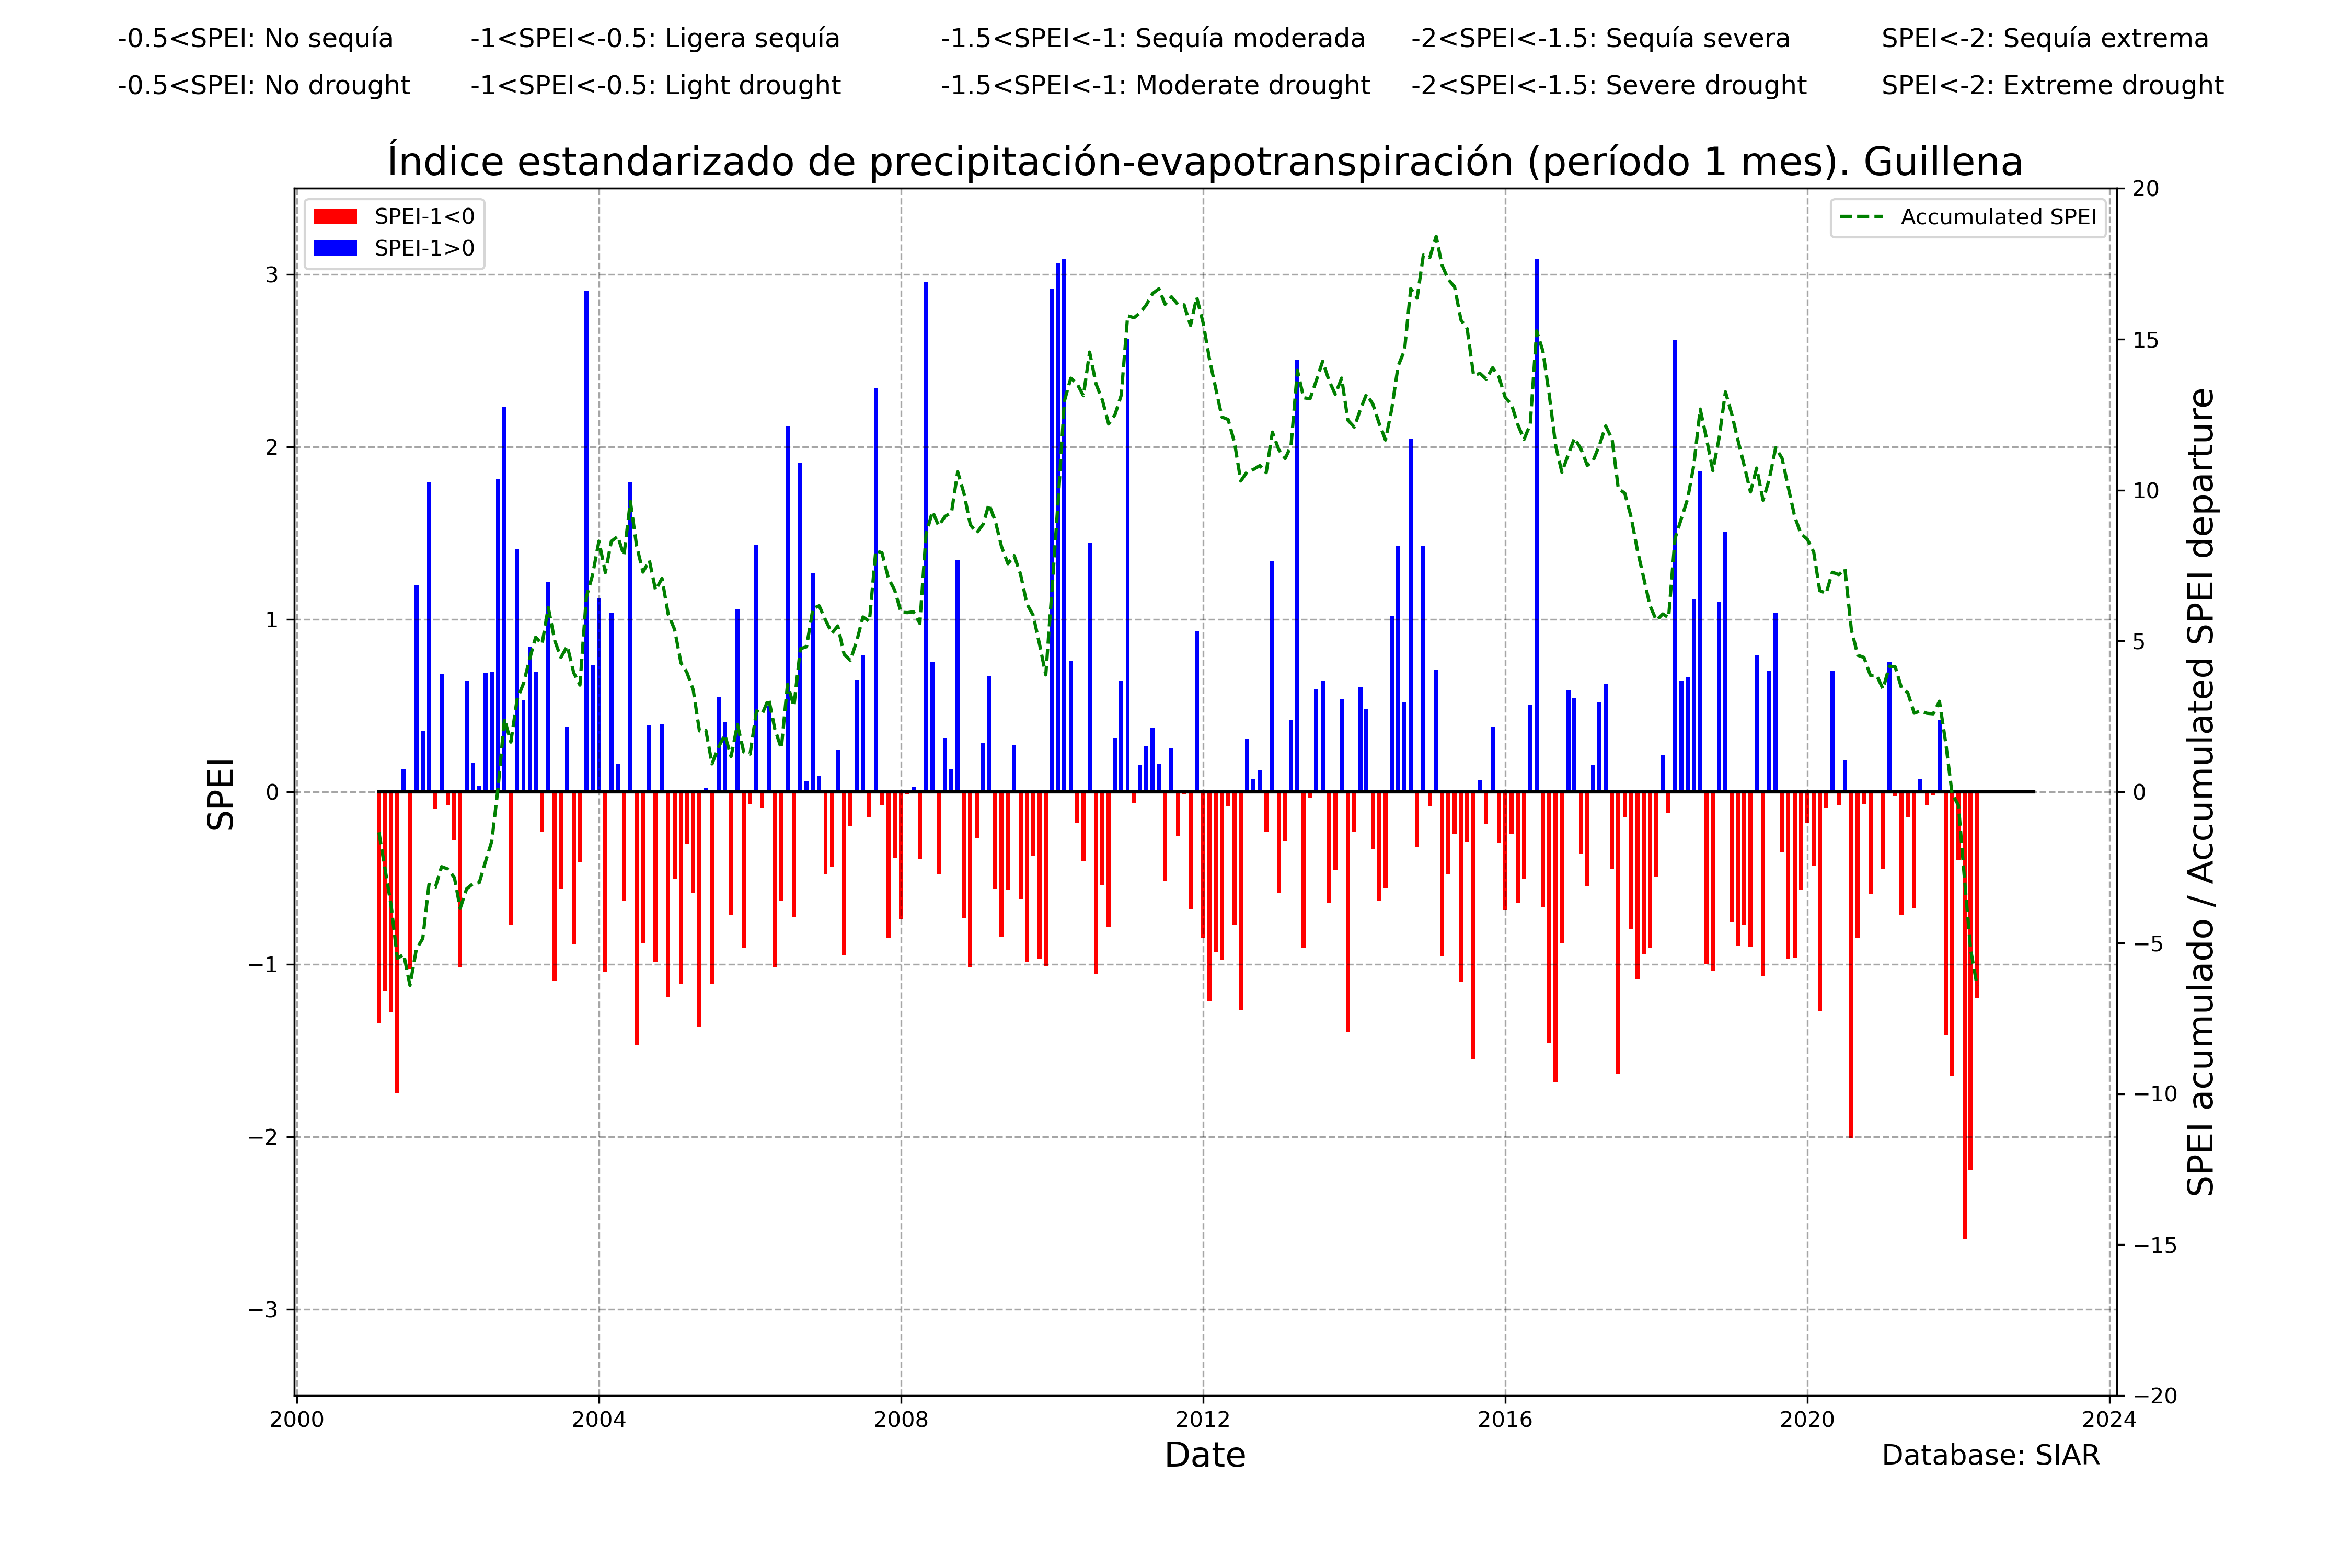 -0.5<SPEI: No sequía -1<SPEI<-0.5: Ligera sequía -1.5<SPEI<-1: Sequía moderada -2<SPEI<-1.5: Sequía severa SPEI<-2: Sequía extrema
-0.5<SPEI: No drought -1<SPEI<-0.5: Light drought -1.5<SPEI<-1: Moderate drought -2<SPEI<-1.5: Severe drought SPEI<-2: Extreme drought
Índice estandarizado de precipitación-evapotranspiración (período 1 mes). Guillena
SPEI-1<0
SPEI-1>0
Accumulated SPEI
SPEI
3
2
1
0
−1
−2
−3
20
15
10
5
0
−5
−10
−15
−20
SPEI acumulado / Accumulated SPEI departure
2000 2004 2008 2012 2016 2020 2024
Date
Database: SIAR